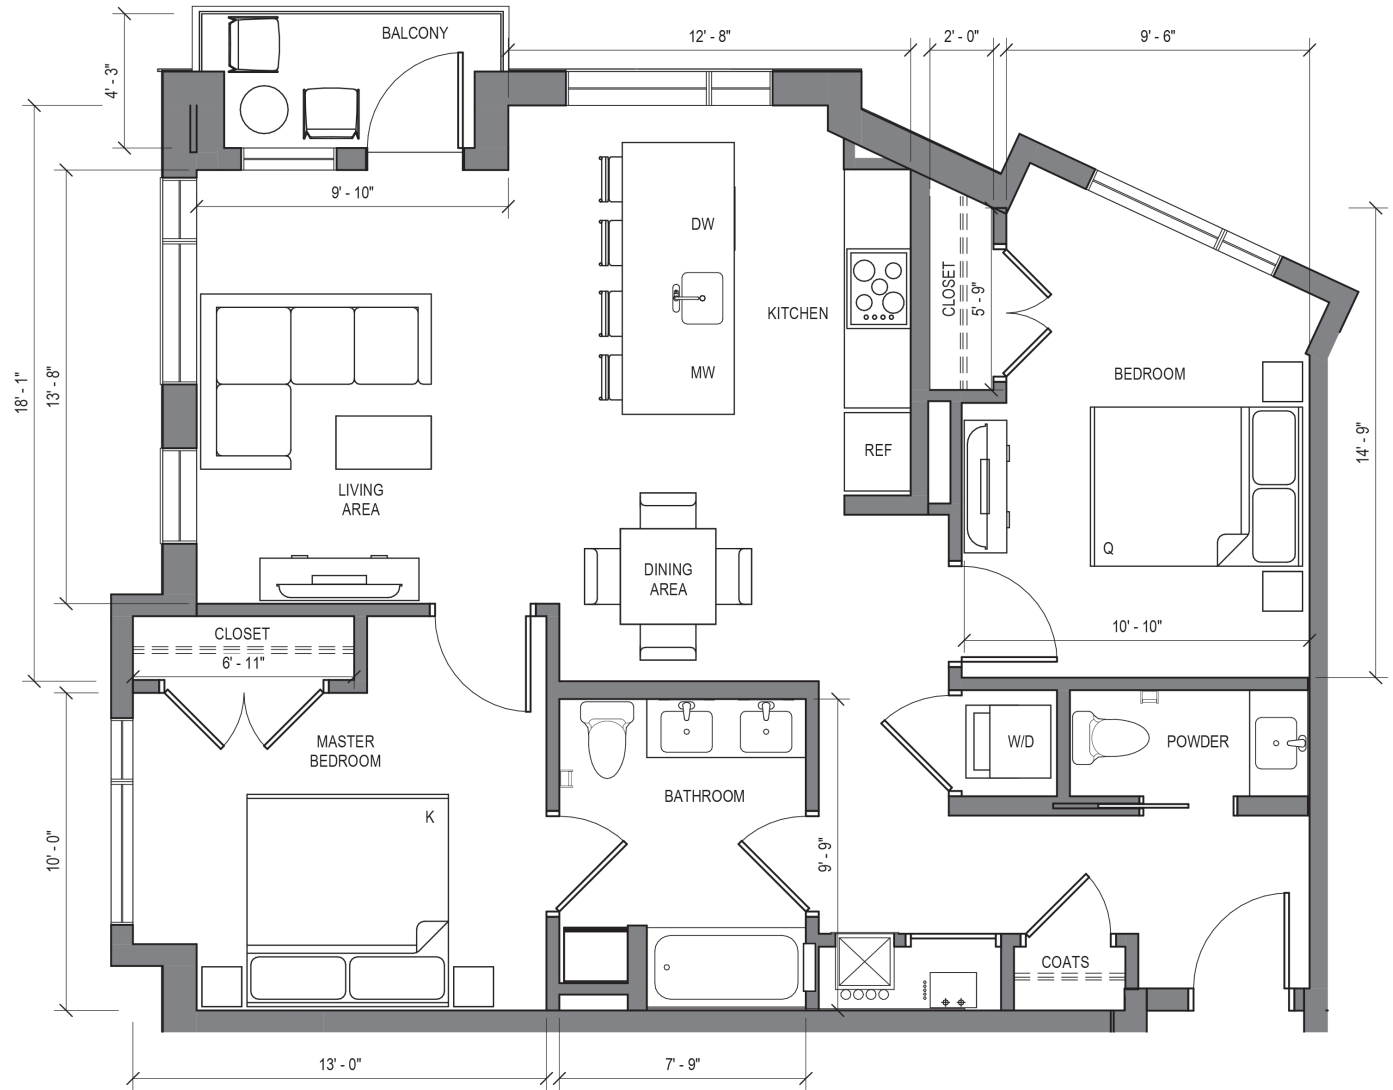 BALCONY
12' - 8"
2' - 0"
9' - 6"
4' - 3"
9' - 10"
DW
CLOSET
5' - 9"
KITCHEN
MW
BEDROOM
18' - 1"
13' - 8"
REF
14' - 9"
LIVING
AREA
Q
DINING
AREA
CLOSET
6' - 11"
10' - 10"
MASTER
BEDROOM
W/D
POWDER
BATHROOM
K
10' - 0"
9' - 9"
COATS
13' - 0"
7' - 9"